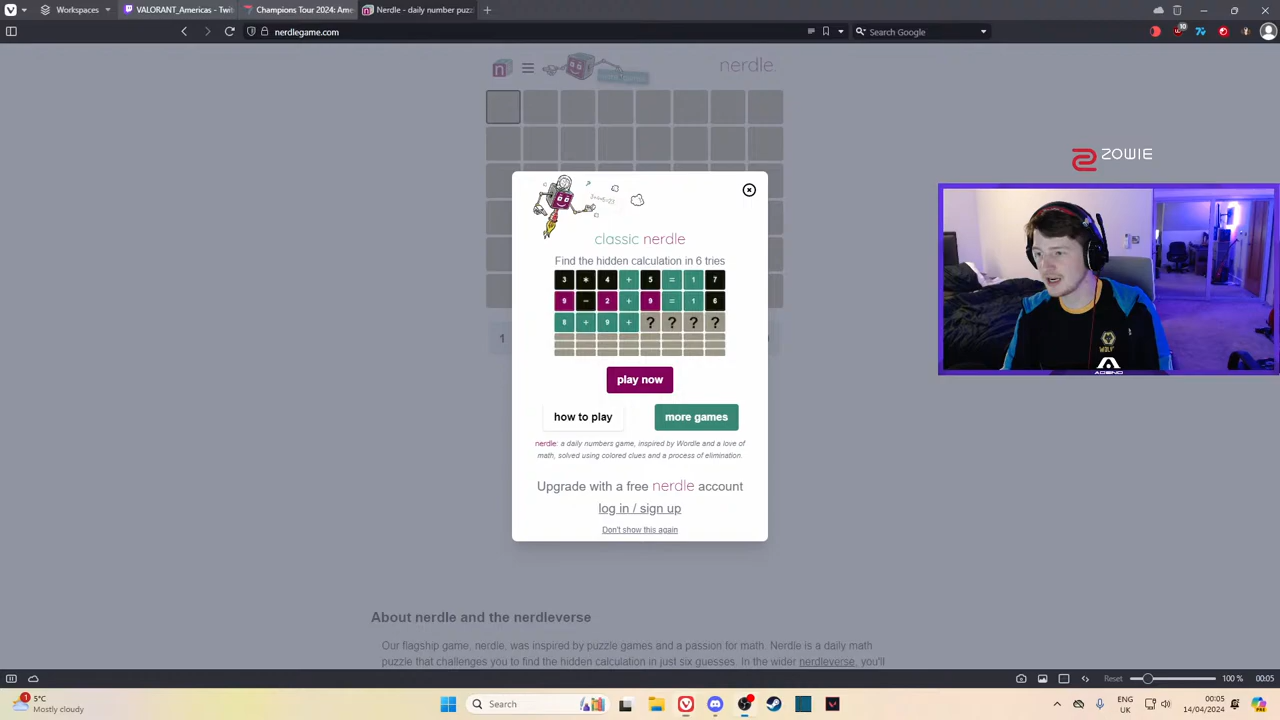 Workspaces
VALORANT_Americas - Twi
Champions Tour 2024: Ame
Nerdle - daily number puzz
nerdlegame.com
Search Google
10
n
nerdle.
ZOWIE
classic nerdle
Find the hidden calculation in 6 tries
3 * 4 + 5 = 1 7
9 - 2 + 9 = 1 6
8 + 9 + ? ? ? ?
1
play now
how to play
more games
nerdle: a daily numbers game, inspired by Wordle and a love of
math, solved using colored clues and a process of elimination.
Upgrade with a free nerdle account
log in / sign up
Don't show this again
WOLF
About nerdle and the nerdleverse
Our flagship game, nerdle, was inspired by puzzle games and a passion for math. Nerdle is a daily math
puzzle that challenges you to find the hidden calculation in just six guesses. In the wider nerdleverse, you'll
Reset
100 %
00:05
1
5°C
Mostly cloudy
Search
ENG
UK
00:05
14/04/2024